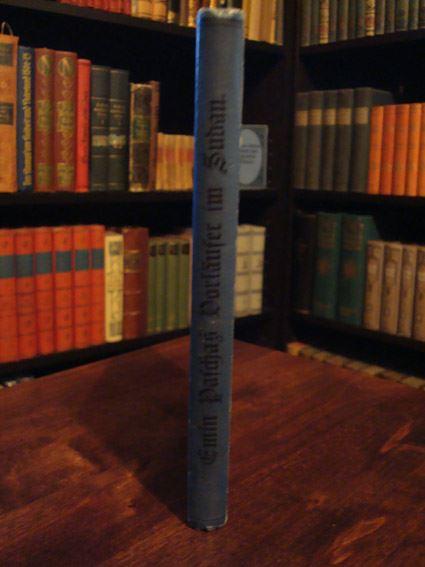 Emin Paschas Vorläufer im Sudan.